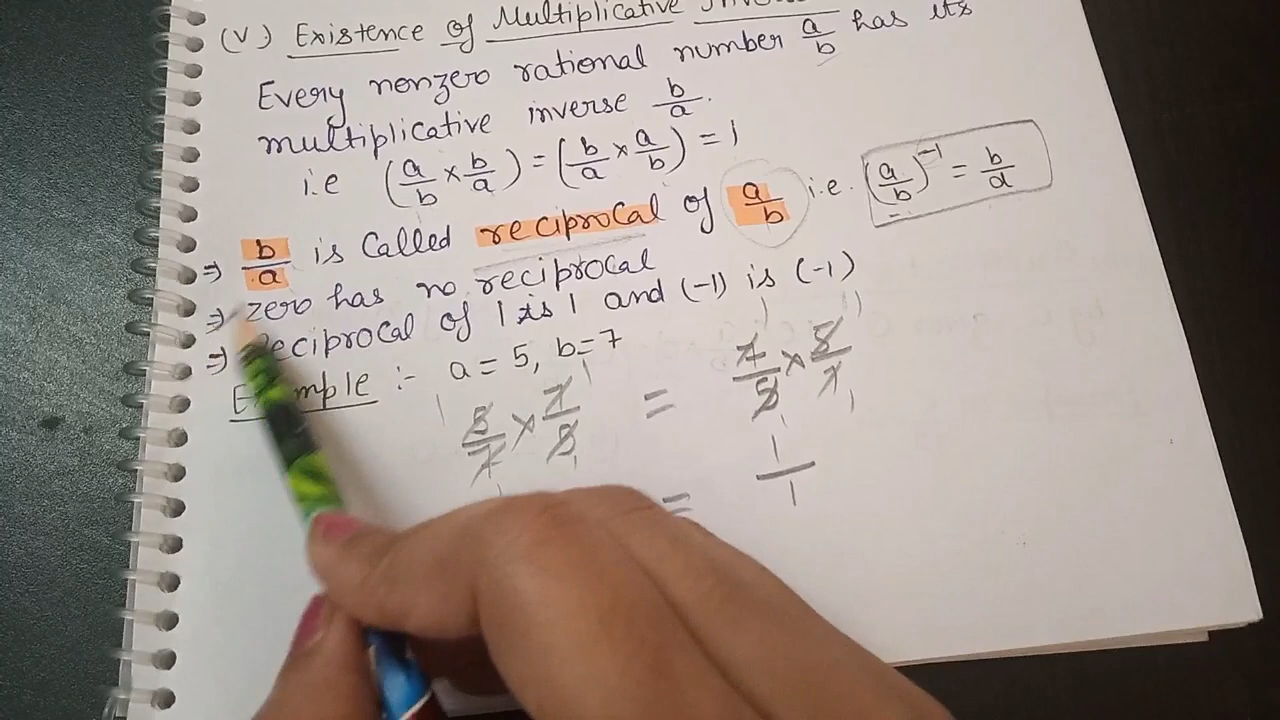 (V) Existence of Multiplicative
Every nonzero rational number a/b has its
multiplicative inverse b/a.
i.e (a/b × b/a) = (b/a × a/b) = 1
⇒ b/a is called reciprocal of a/b i.e. (a/b)⁻¹ = b/a
⇒ zero has no reciprocal
⇒ Reciprocal of 1 is 1 and (-1) is (-1)
Example :- a = 5, b = 7
5/7 × 7/5 = 7/5 × 5/7
= 1/1